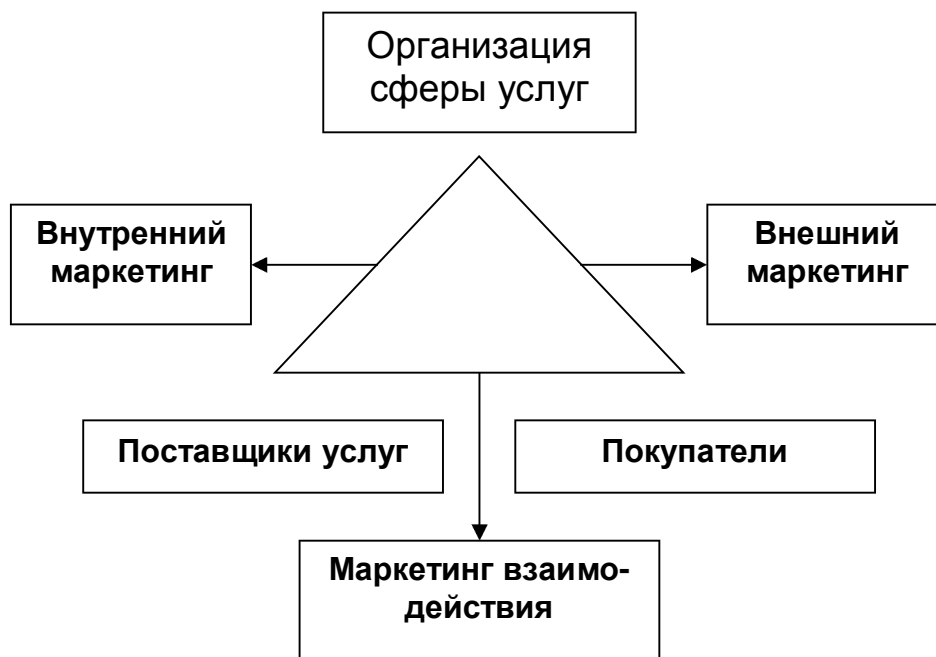 Организация
сферы услуг
Внутренний
маркетинг
Внешний
маркетинг
Поставщики услуг
Покупатели
Маркетинг взаимо-
действия